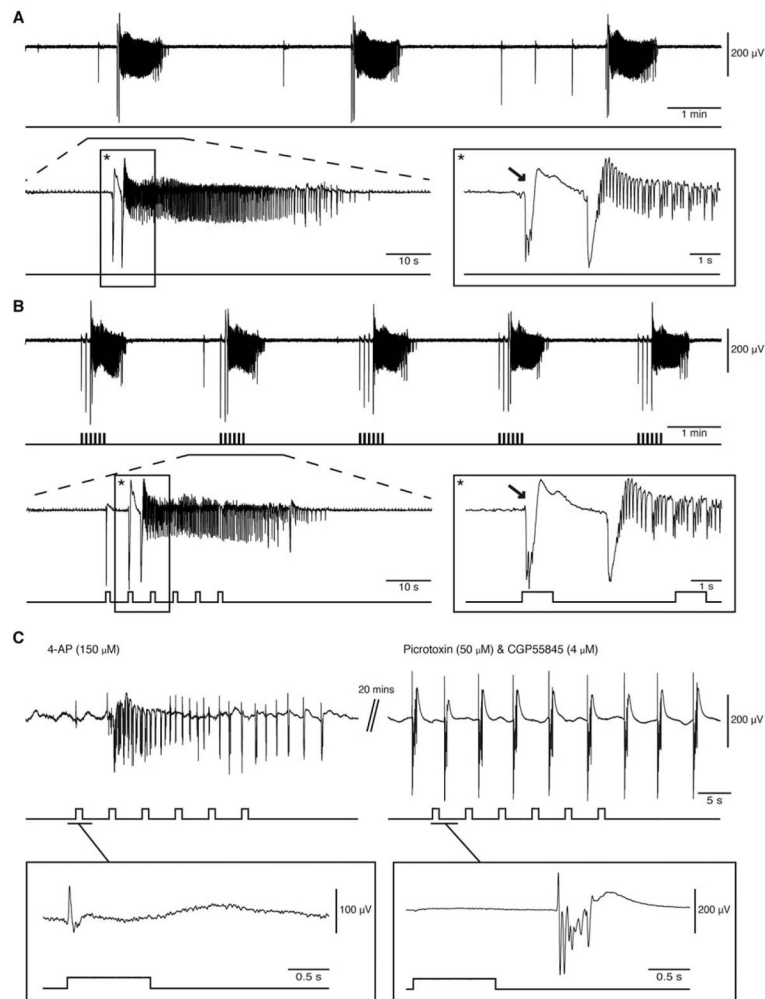 A
200 µV
1 min
*
*
10 s
1 s
B
200 µV
1 min
*
*
10 s
1 s
C
4-AP (150 µM)
Picrotoxin (50 µM) & CGP55845 (4 µM)
20 mins
200 µV
5 s
100 µV
200 µV
0.5 s
0.5 s